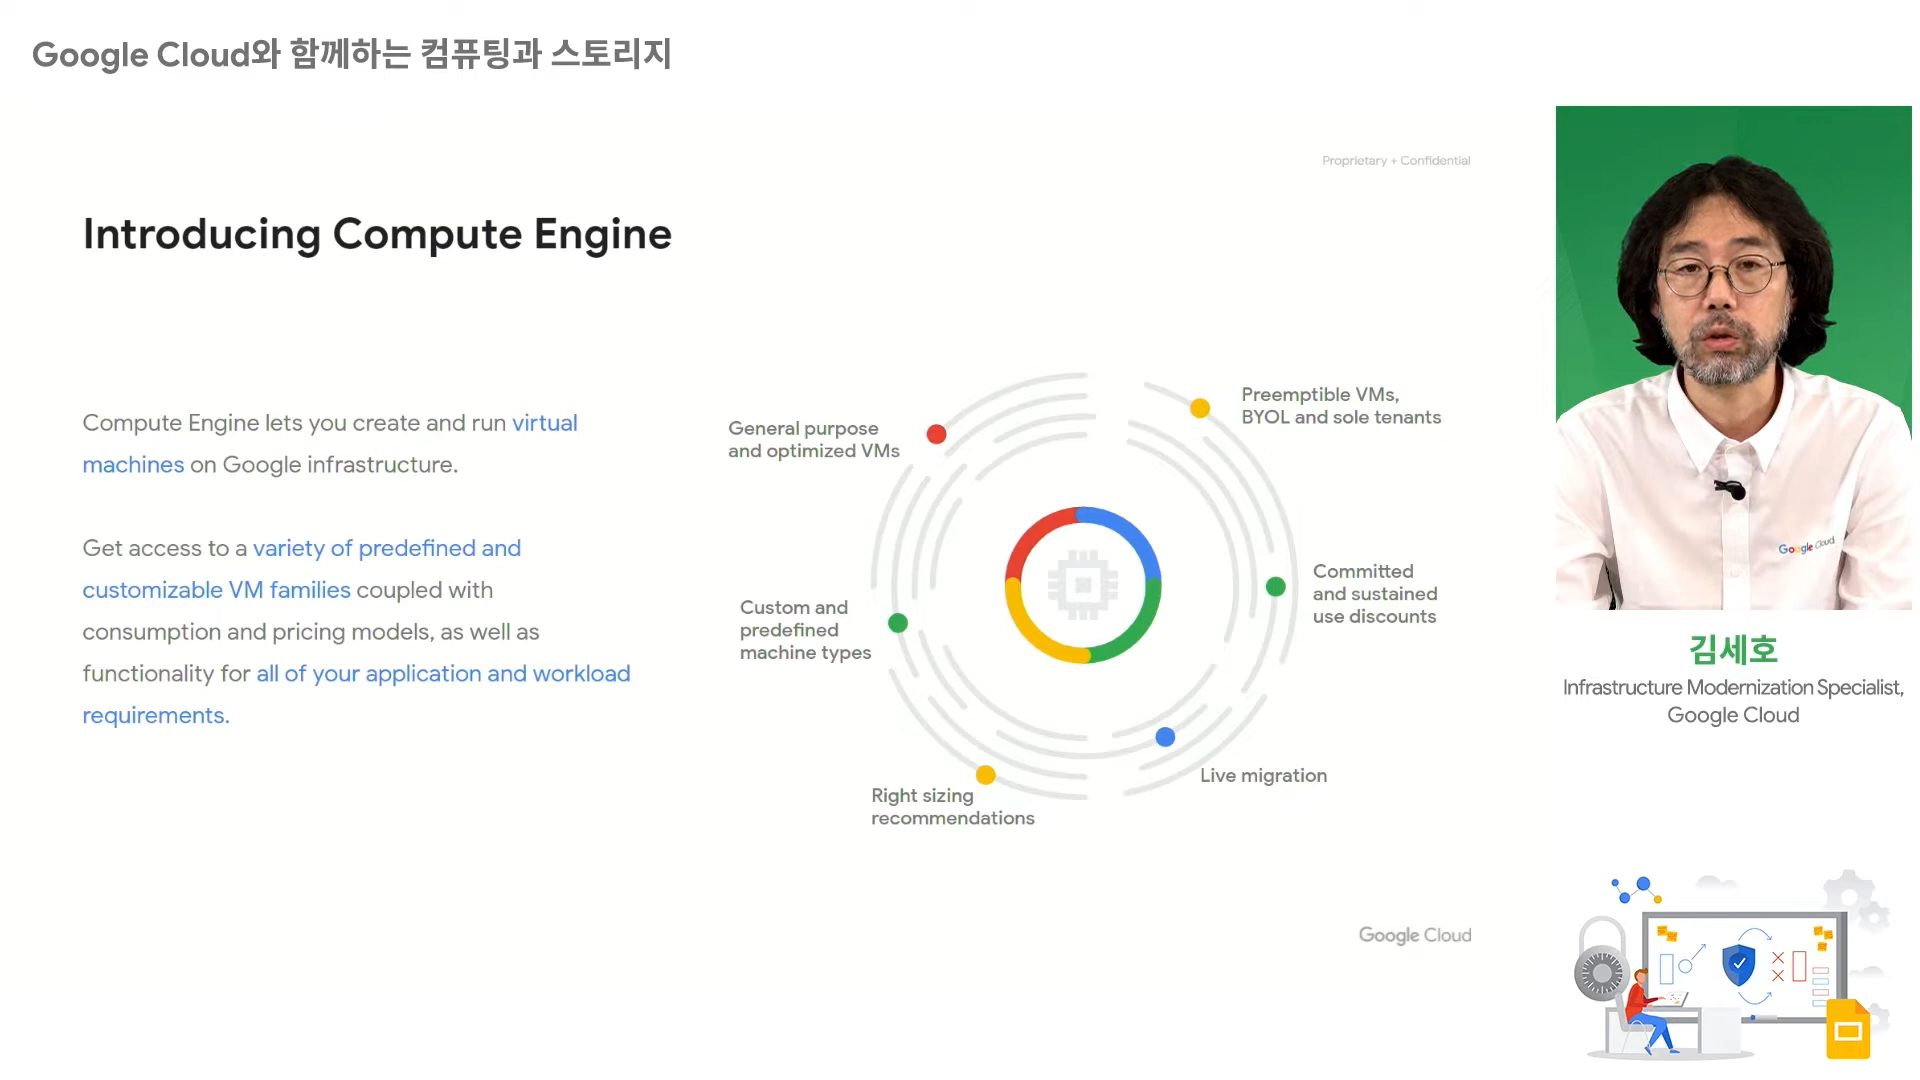 Google Cloud와 함께하는 컴퓨팅과 스토리지
Proprietary + Confidential
Introducing Compute Engine
Compute Engine lets you create and run virtual
machines on Google infrastructure.
Get access to a variety of predefined and
customizable VM families coupled with
consumption and pricing models, as well as
functionality for all of your application and workload
requirements.
General purpose
and optimized VMs
Preemptible VMs,
BYOL and sole tenants
Custom and
predefined
machine types
Committed
and sustained
use discounts
Right sizing
recommendations
Live migration
Google Cloud
Google Cloud
김세호
Infrastructure Modernization Specialist,
Google Cloud